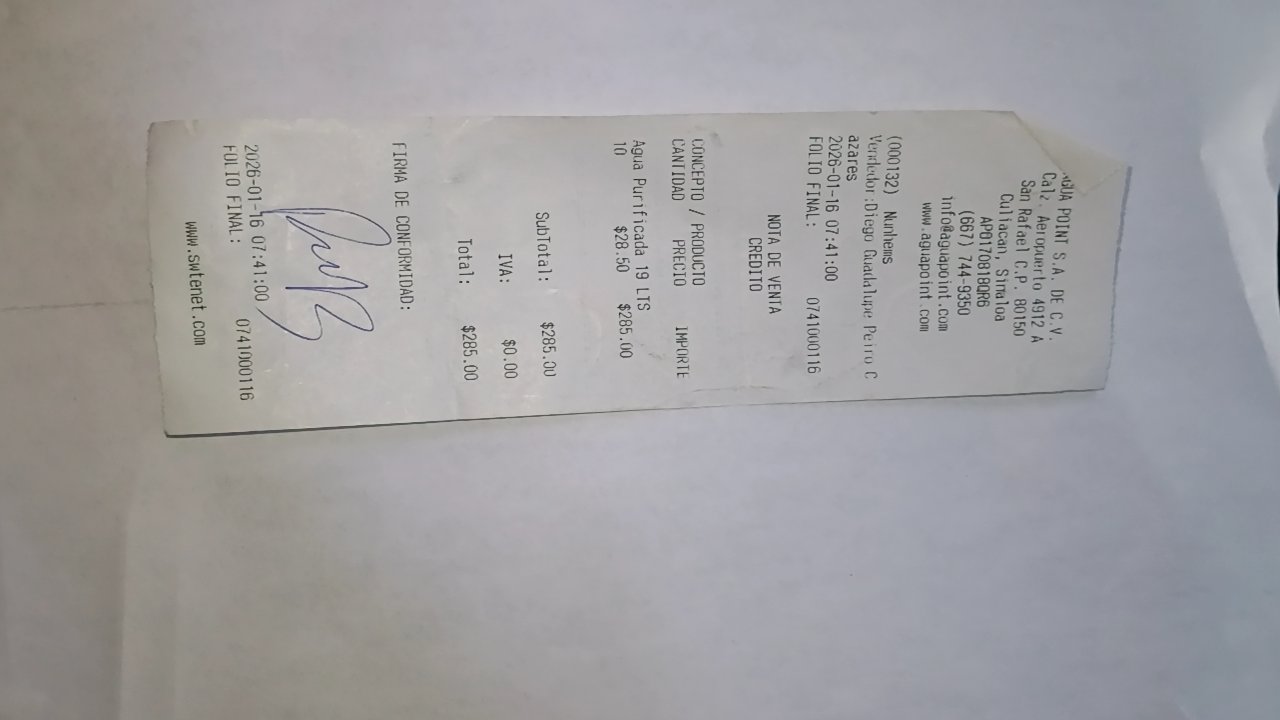 AGUA POINT S.A. DE C.V.
Calz. Aeropuerto 4912 A
San Rafael C.P. 80150
Culiacan, Sinaloa
APO170818QR8
(667) 744-9350
info@aguapoint.com
www.aguapoint.com
(000132) Nunhems
Vendedor:Diego Guadalupe Peiro C
azares
2026-01-16 07:41:00
FOLIO FINAL: 0741000116
NOTA DE VENTA
CREDITO
CONCEPTO / PRODUCTO
CANTIDAD PRECIO IMPORTE
Agua Purificada 19 LTS
10 $28.50 $285.00
SubTotal: $285.00
IVA: $0.00
Total: $285.00
FIRMA DE CONFORMIDAD:
2026-01-16 07:41:00
FOLIO FINAL: 0741000116
www.swtenet.com